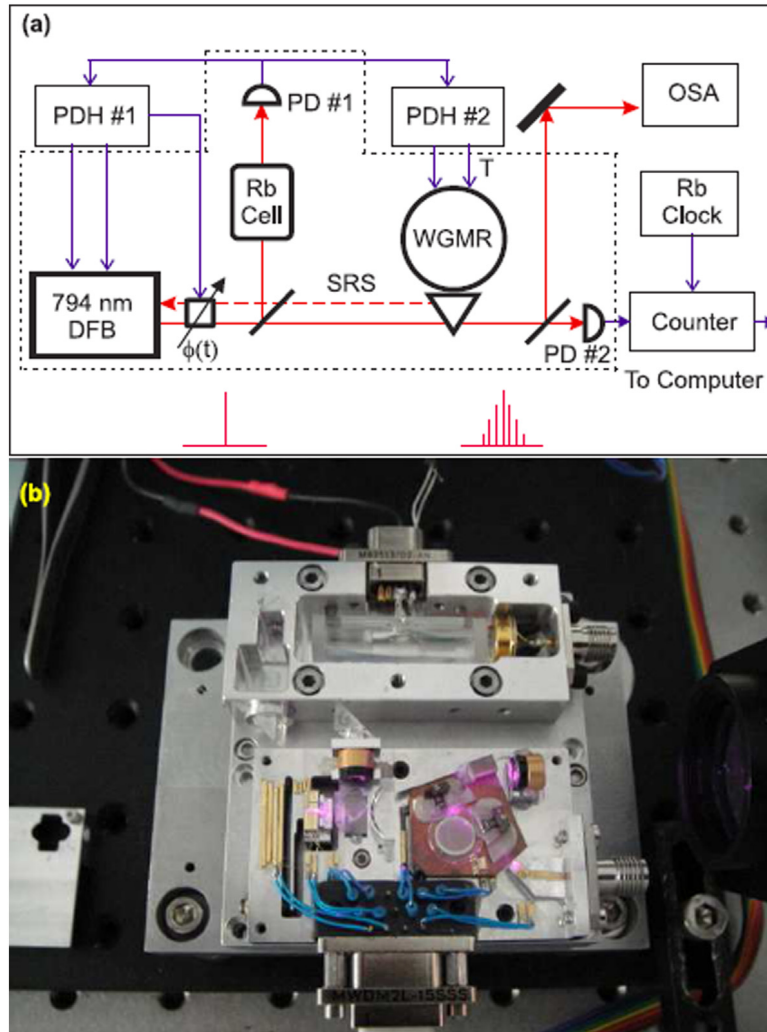 (a)
PDH #1
PD #1
PDH #2
OSA
T
Rb
Cell
WGMR
Rb
Clock
SRS
794 nm
DFB
Counter
ϕ(t)
PD #2
To Computer
(b)
MWDM2L-15SSS